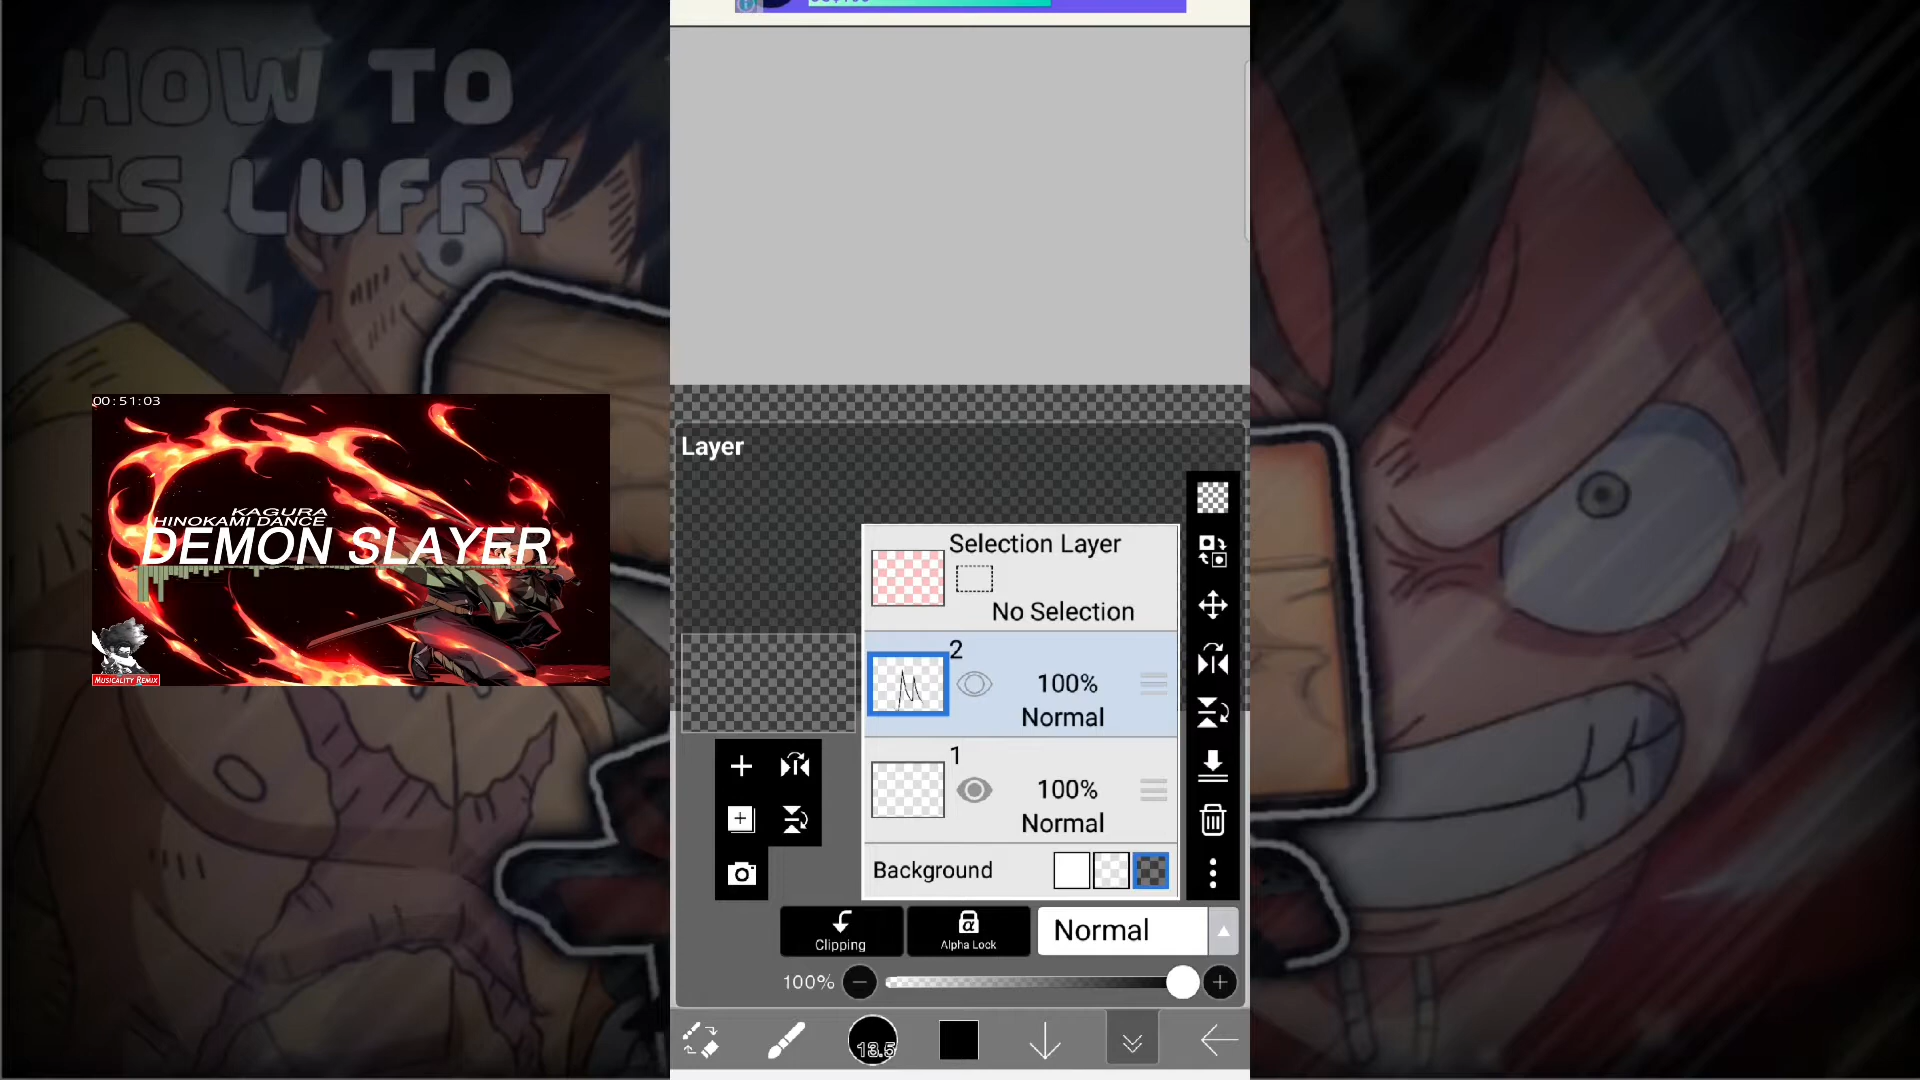 HOW TO
TS LUFFY
00:51:03
KAGURA
HINOKAMI DANCE
DEMON SLAYER
MUSICALITY REMIX
Layer
Selection Layer
No Selection
2
100%
Normal
1
100%
Normal
Background
Clipping
Alpha Lock
Normal
100%
13.5